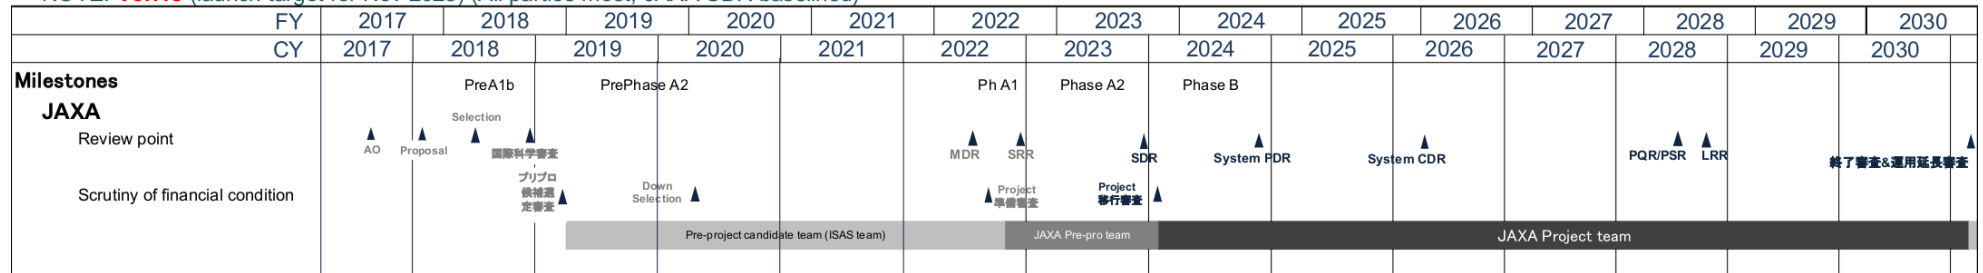 FY 2017 2018 2019 2020 2021 2022 2023 2024 2025 2026 2027 2028 2029 2030
CY 2017 2018 2019 2020 2021 2022 2023 2024 2025 2026 2027 2028 2029 2030
Milestones
PreA1b PrePhase A2 Ph A1 Phase A2 Phase B
JAXA
Selection
Review point
AO Proposal 国際科学審査 MDR SRR SDR System PDR System CDR PQR/PSR LRR 終了審査&運用延長審査
プリプロ
候補選
定審査
Scrutiny of financial condition
Down
Selection
Project
準備審査
Project
移行審査
Pre-project candidate team (ISAS team) JAXA Pre-pro team JAXA Project team